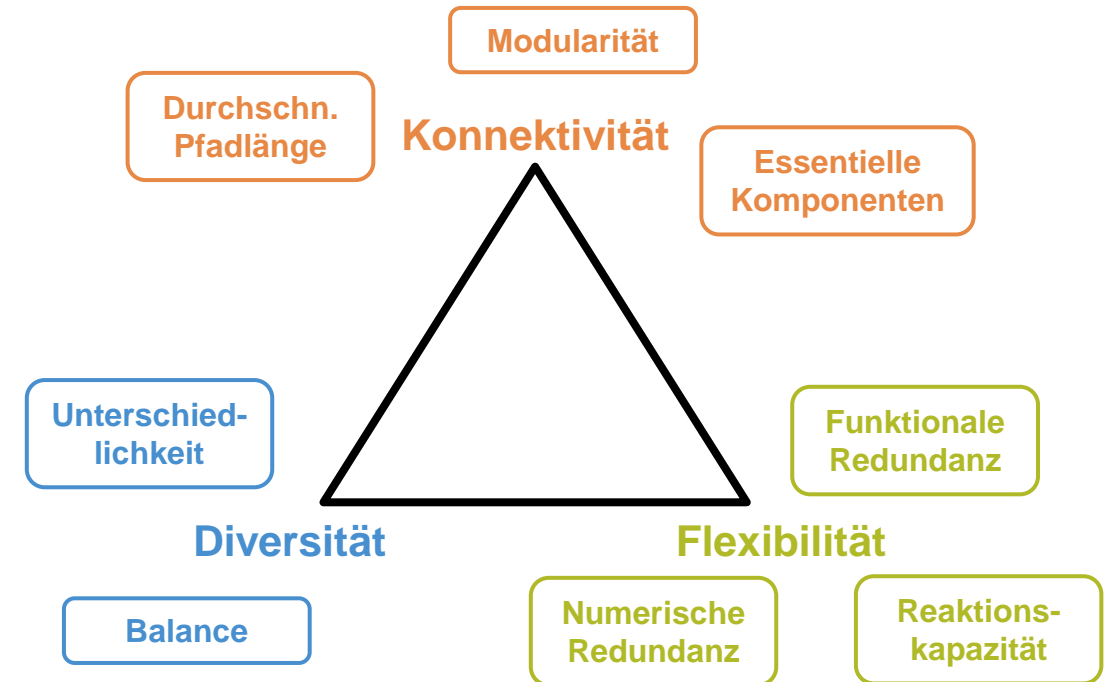 Modularität
Durchschn.
Pfadlänge
Konnektivität
Essentielle
Komponenten
Unterschied-
lichkeit
Funktionale
Redundanz
Diversität
Flexibilität
Balance
Numerische
Redundanz
Reaktions-
kapazität